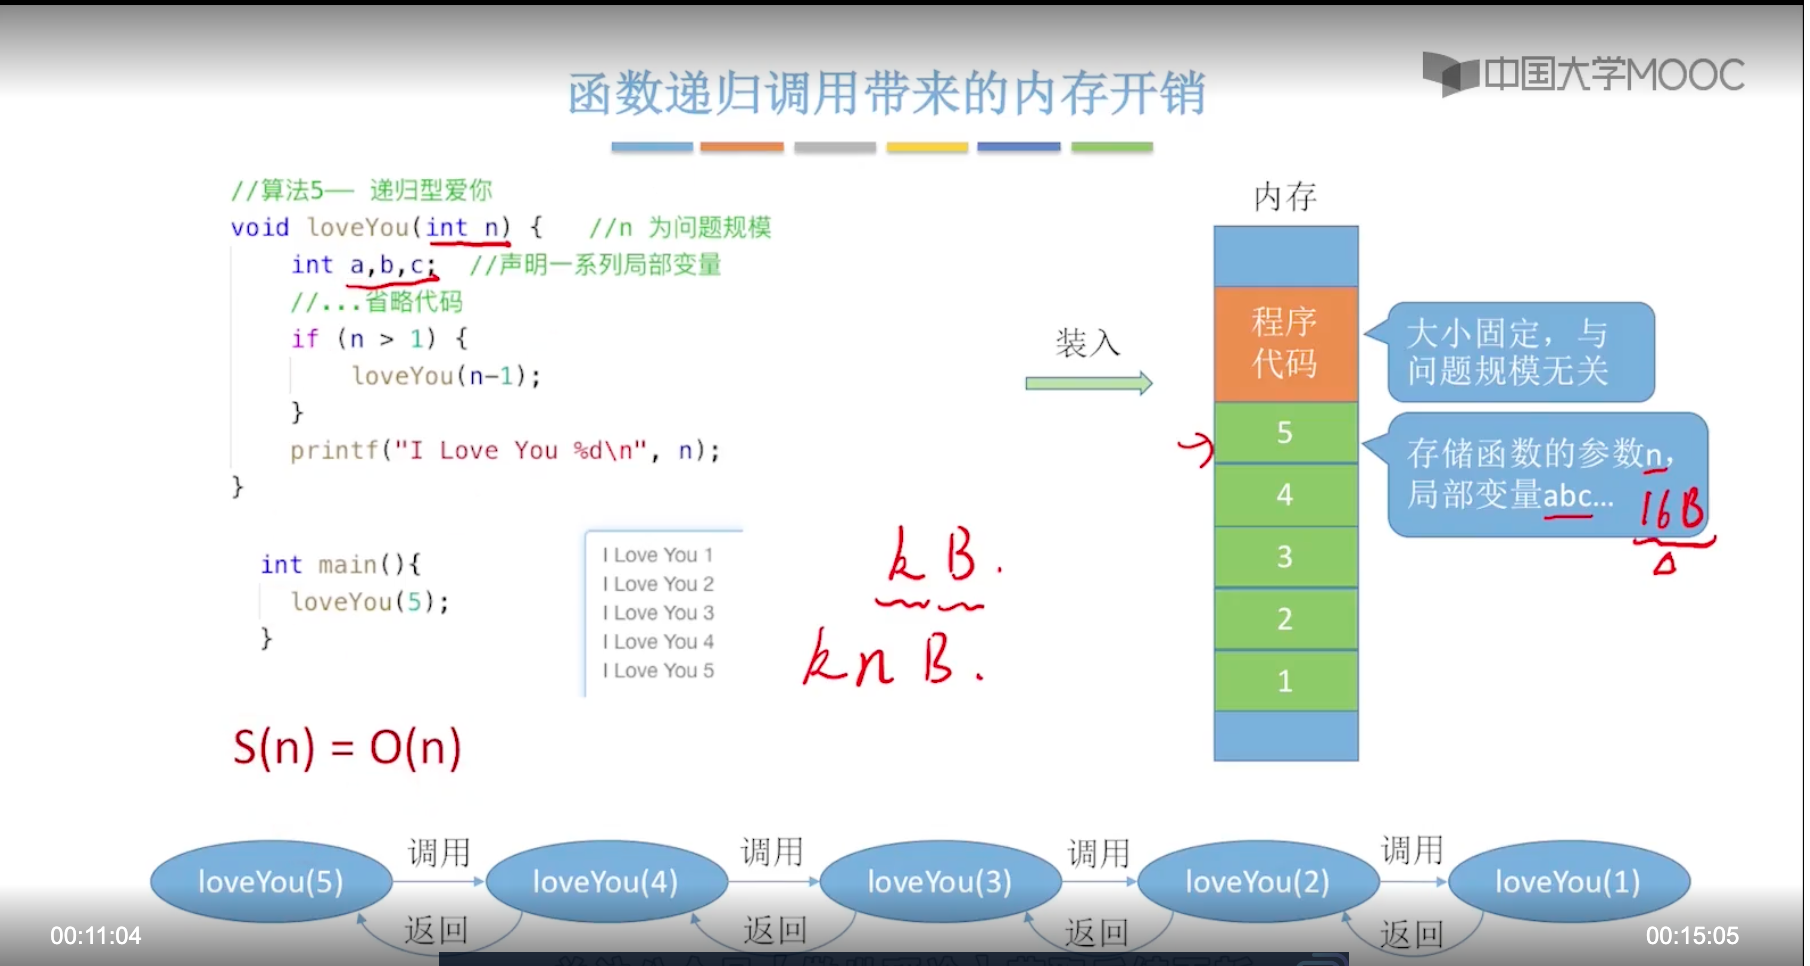 中国大学MOOC
函数递归调用带来的内存开销
//算法5—— 递归型爱你
void loveYou(int n) {   //n 为问题规模
int a,b,c;  //声明一系列局部变量
//...省略代码
if (n > 1) {
loveYou(n-1);
}
printf("I Love You %d\n", n);
}
int main(){
loveYou(5);
}
I Love You 1
I Love You 2
I Love You 3
I Love You 4
I Love You 5
k B.
kn B.
S(n) = O(n)
装入
内存
程序
代码
5
4
3
2
1
大小固定，与
问题规模无关
存储函数的参数n，
局部变量abc...
16B
loveYou(5) 调用 loveYou(4) 调用 loveYou(3) 调用 loveYou(2) 调用 loveYou(1)
返回 返回 返回 返回
00:11:04
00:15:05